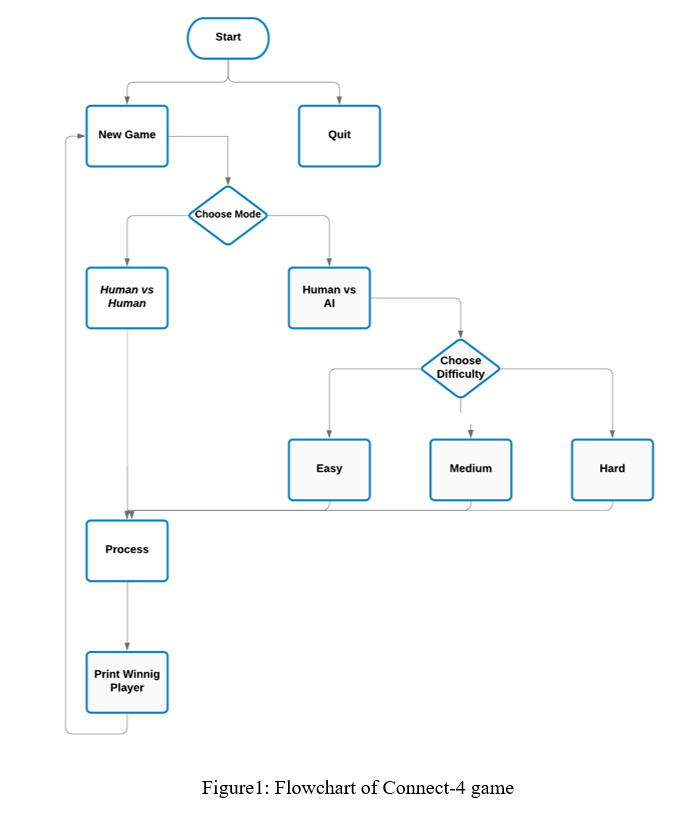 Start
New Game
Quit
Choose Mode
Human vs
Human
Human vs
AI
Choose
Difficulty
Easy
Medium
Hard
Process
Print Winnig
Player
Figure1: Flowchart of Connect-4 game